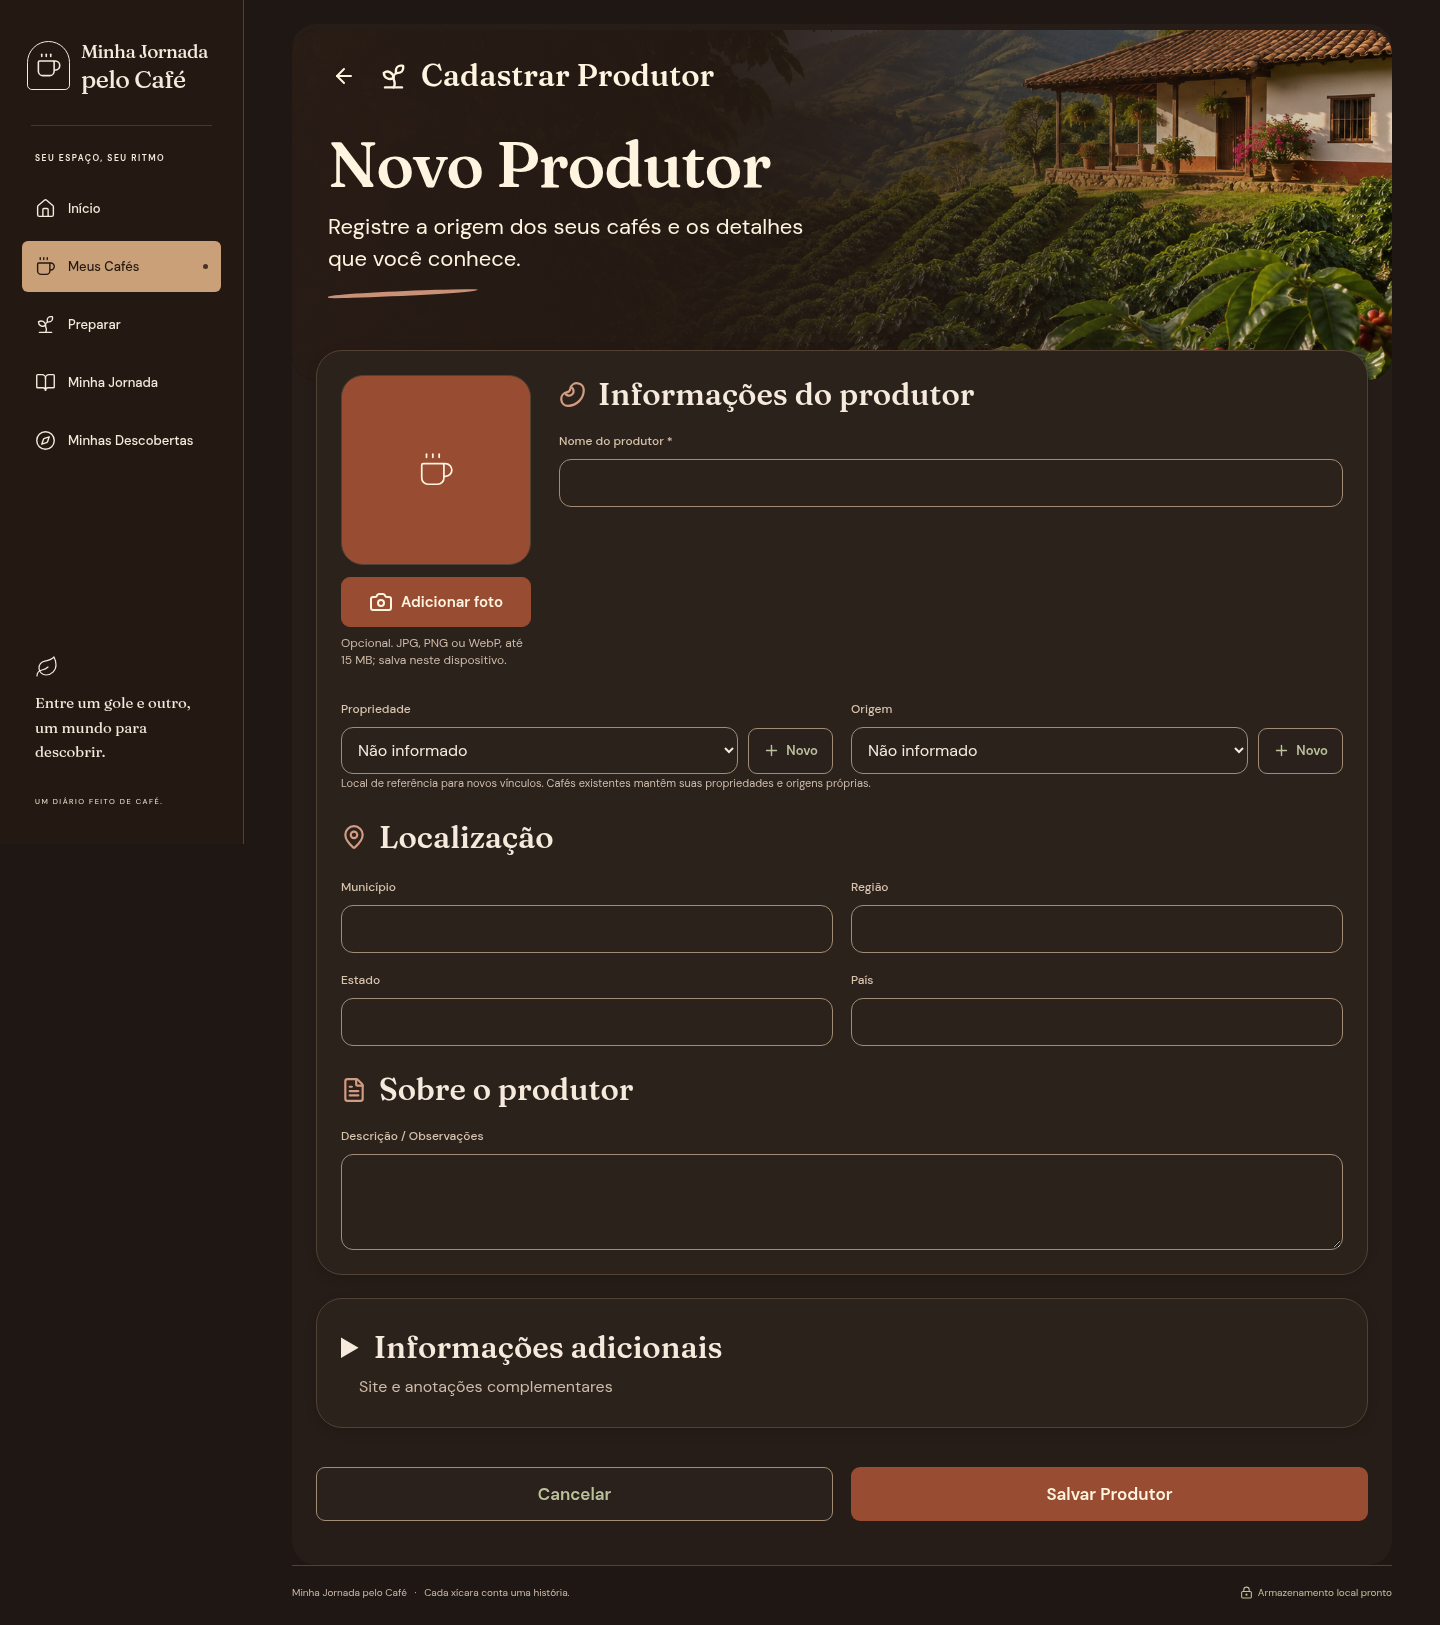 Minha Jornada
pelo Café
SEU ESPAÇO, SEU RITMO
Início
Meus Cafés
Preparar
Minha Jornada
Minhas Descobertas
Entre um gole e outro,
um mundo para
descobrir.
UM DIÁRIO FEITO DE CAFÉ.
Cadastrar Produtor
Novo Produtor
Registre a origem dos seus cafés e os detalhes
que você conhece.
Informações do produtor
Nome do produtor *
Adicionar foto
Opcional. JPG, PNG ou WebP, até
15 MB; salva neste dispositivo.
Propriedade
Origem
Não informado
Novo
Não informado
Novo
Local de referência para novos vínculos. Cafés existentes mantêm suas propriedades e origens próprias.
Localização
Município
Região
Estado
País
Sobre o produtor
Descrição / Observações
Informações adicionais
Site e anotações complementares
Cancelar
Salvar Produtor
Minha Jornada pelo Café · Cada xícara conta uma história.
Armazenamento local pronto